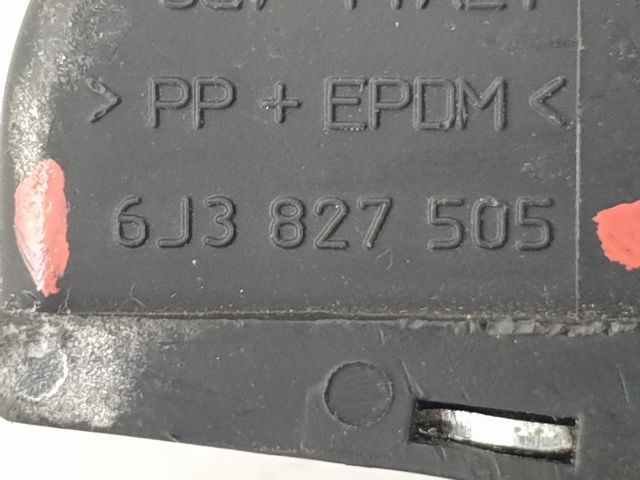 > PP + EPDM <
6J3 827 505